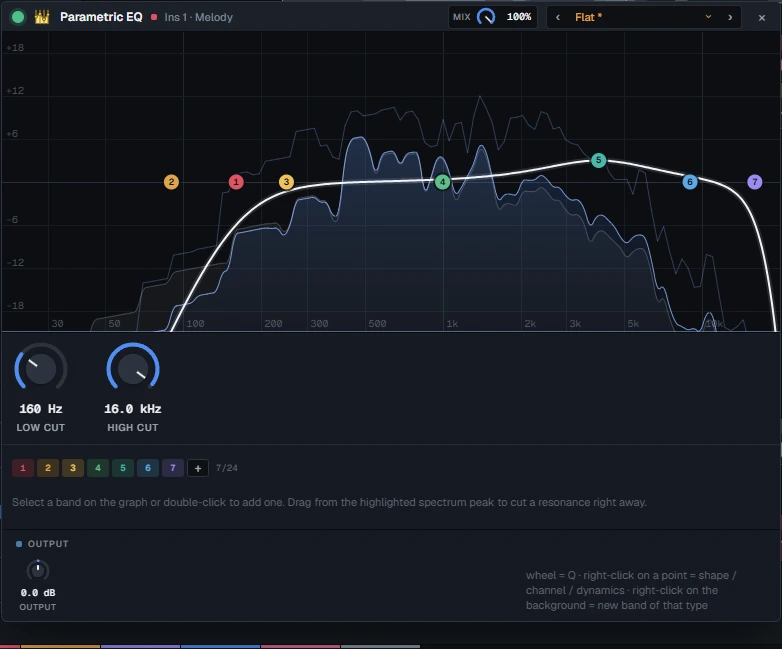 Parametric EQ Ins 1 · Melody MIX 100% ‹ Flat * ›
+18
+12
+6
2 1 3 4 5 6 7
-6
-12
-18
30 50 100 200 300 500 1k 2k 3k 5k 10k
160 Hz 16.0 kHz
LOW CUT HIGH CUT
1 2 3 4 5 6 7 + 7/24
Select a band on the graph or double-click to add one. Drag from the highlighted spectrum peak to cut a resonance right away.
OUTPUT
0.0 dB
OUTPUT
wheel = Q · right-click on a point = shape /
channel / dynamics · right-click on the
background = new band of that type